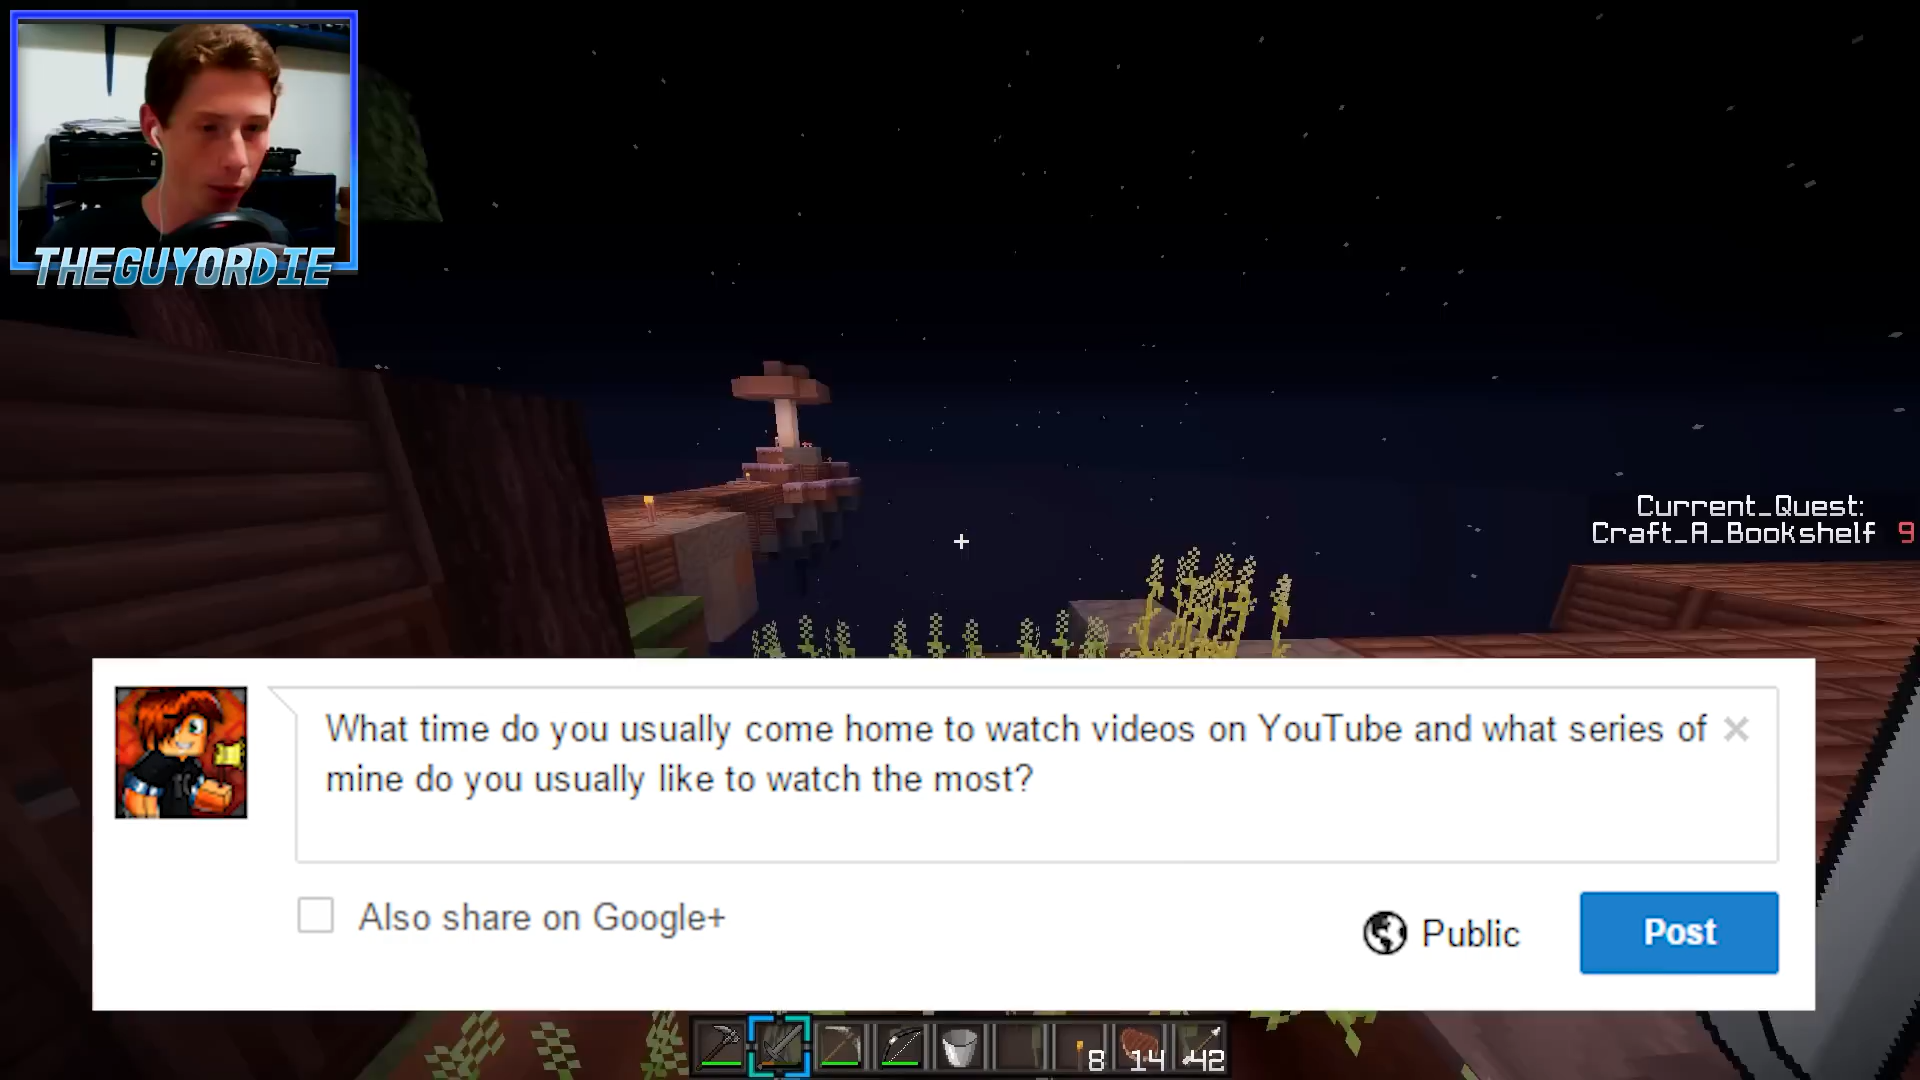 THEGUYORDIE
Current_Quest:
Craft_A_Bookshelf 9
What time do you usually come home to watch videos on YouTube and what series of
mine do you usually like to watch the most?
Also share on Google+
Public
Post
8 14 42